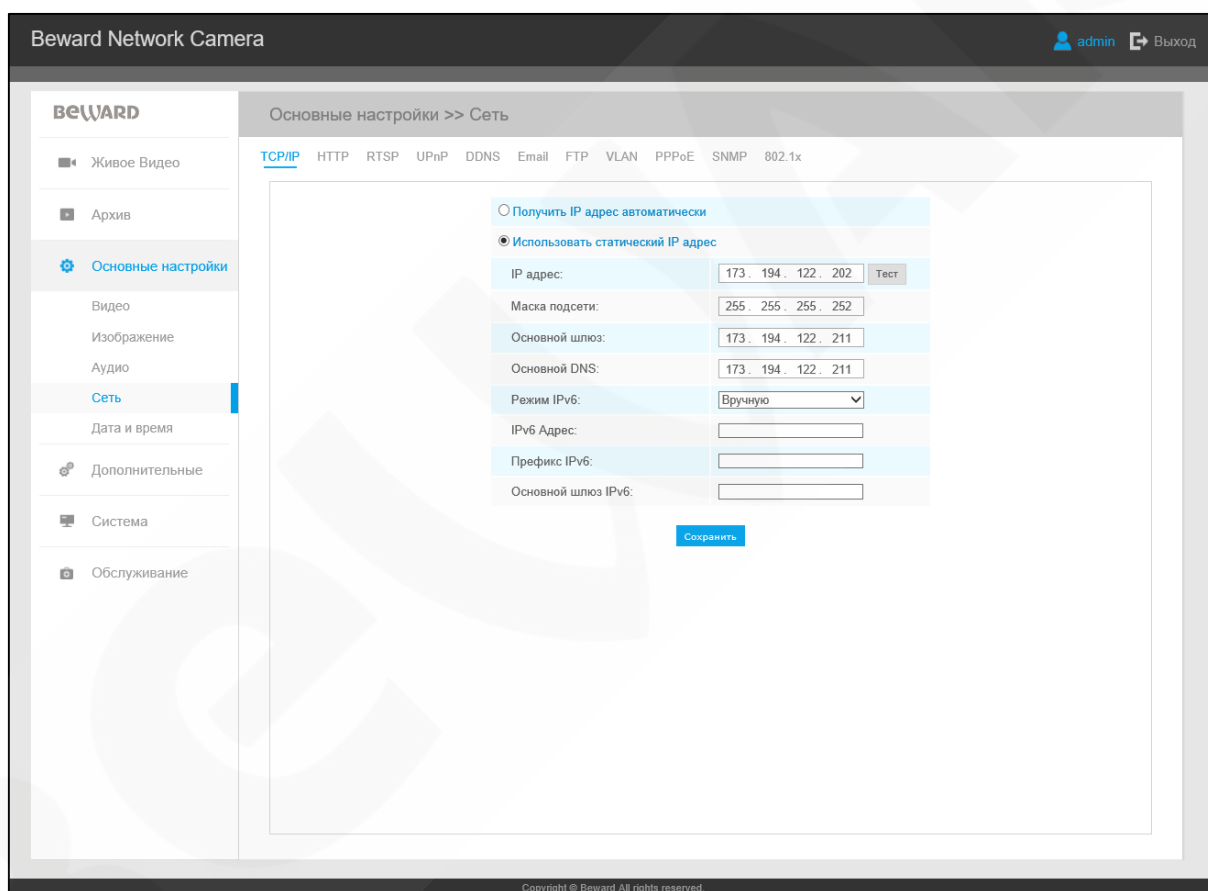 Beward Network Camera
admin Выход
BEWARD
Основные настройки >> Сеть
Живое Видео
Архив
Основные настройки
Видео
Изображение
Аудио
Сеть
Дата и время
Дополнительные
Система
Обслуживание
TCP/IP HTTP RTSP UPnP DDNS Email FTP VLAN PPPoE SNMP 802.1x
Получить IP адрес автоматически
Использовать статический IP адрес
IP адрес: 173. 194. 122. 202 Тест
Маска подсети: 255. 255. 255. 252
Основной шлюз: 173. 194. 122. 211
Основной DNS: 173. 194. 122. 211
Режим IPv6: Вручную
IPv6 Адрес:
Префикс IPv6:
Основной шлюз IPv6:
Сохранить
Copyright © Beward All rights reserved.